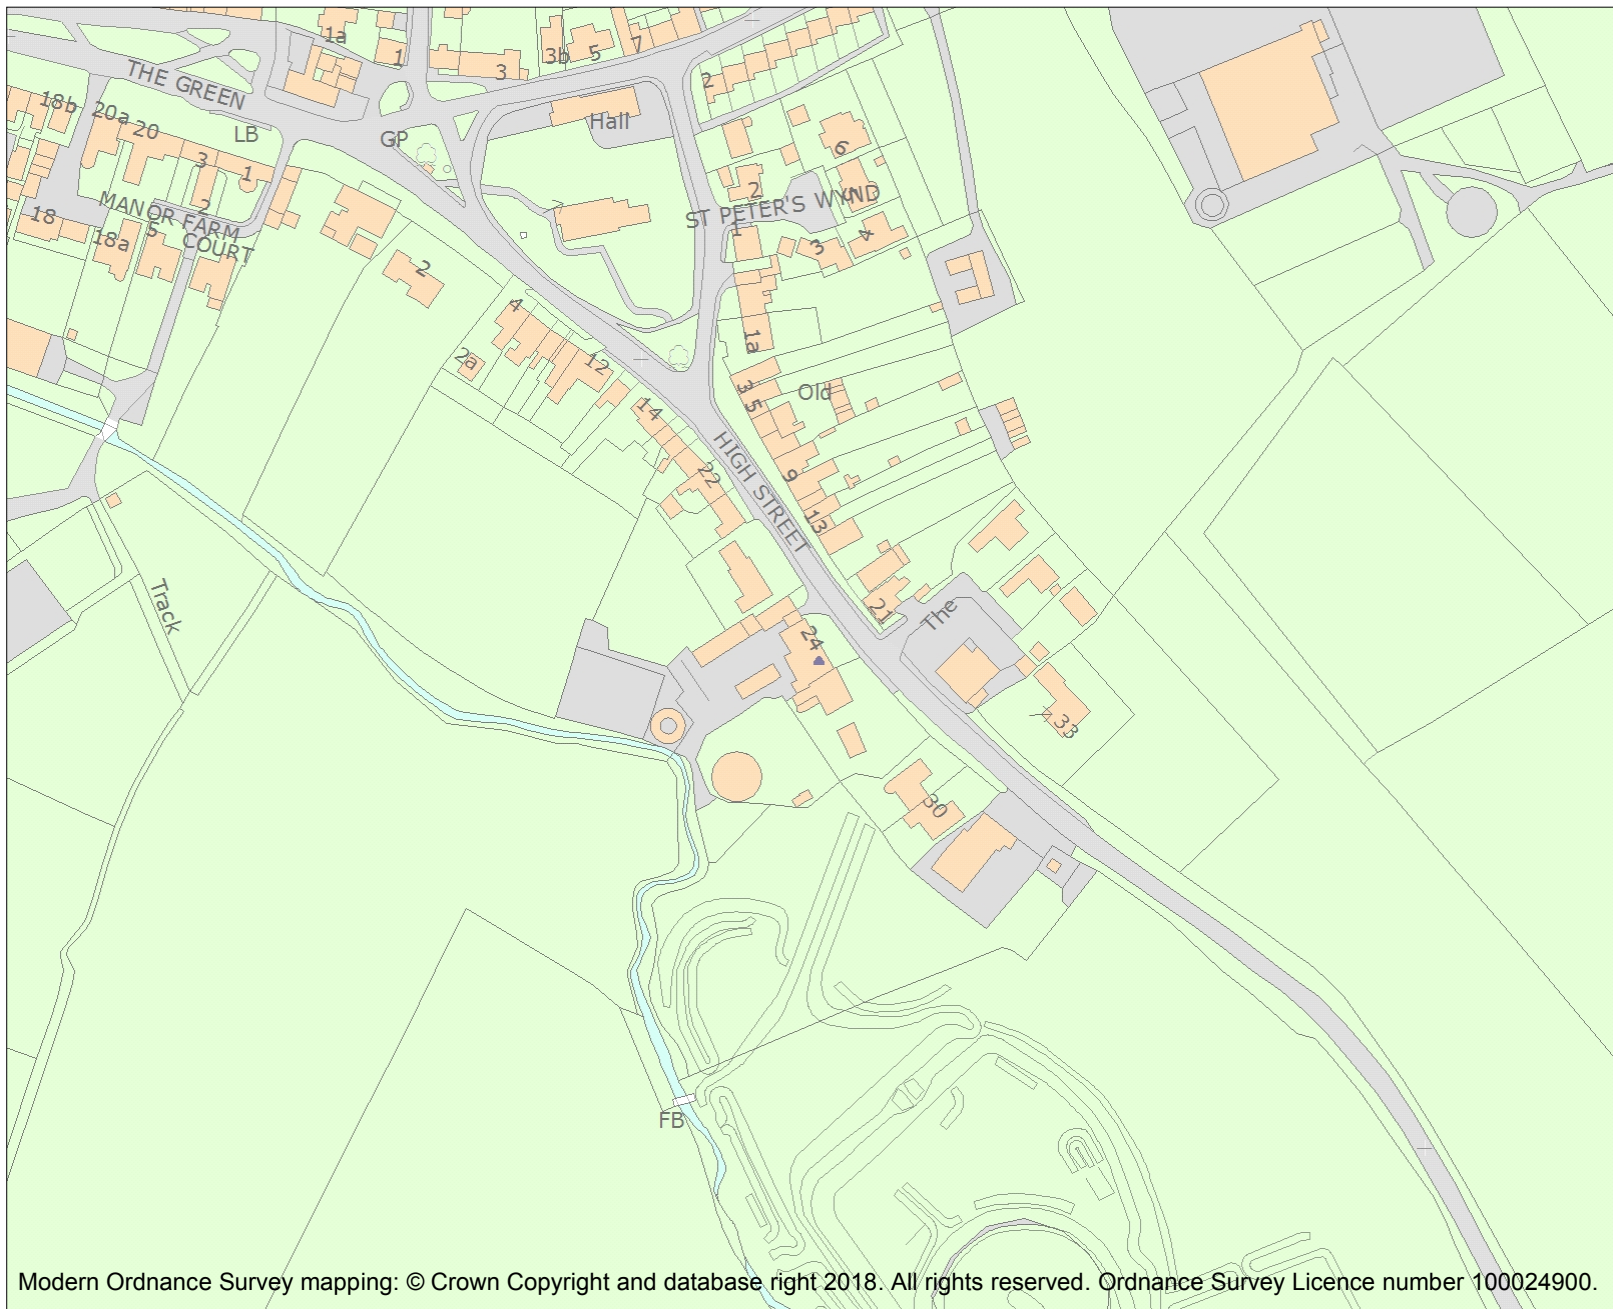 1a
1
3
3b
5
7
2
THE GREEN
18b
20a
20
LB
GP
Hall
3
1
2
6
2
ST PETER'S WYND
MANOR FARM
COURT
18
18a
5
1
3
4
2
4
2a
12
1a
3
5
Old
14
22
HIGH STREET
9
13
Track
21
The
24
33
30
FB
Modern Ordnance Survey mapping: © Crown Copyright and database right 2018. All rights reserved. Ordnance Survey Licence number 100024900.